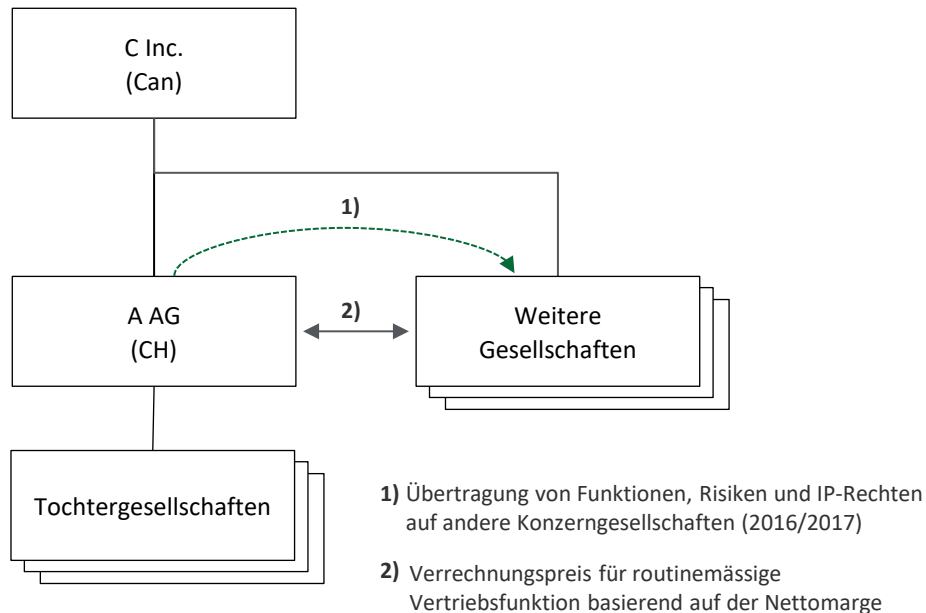 C Inc.
(Can)
1)
A AG
(CH)
2)
Weitere
Gesellschaften
Tochtergesellschaften
1) Übertragung von Funktionen, Risiken und IP-Rechten
auf andere Konzerngesellschaften (2016/2017)
2) Verrechnungspreis für routinemässige
Vertriebsfunktion basierend auf der Nettomarge